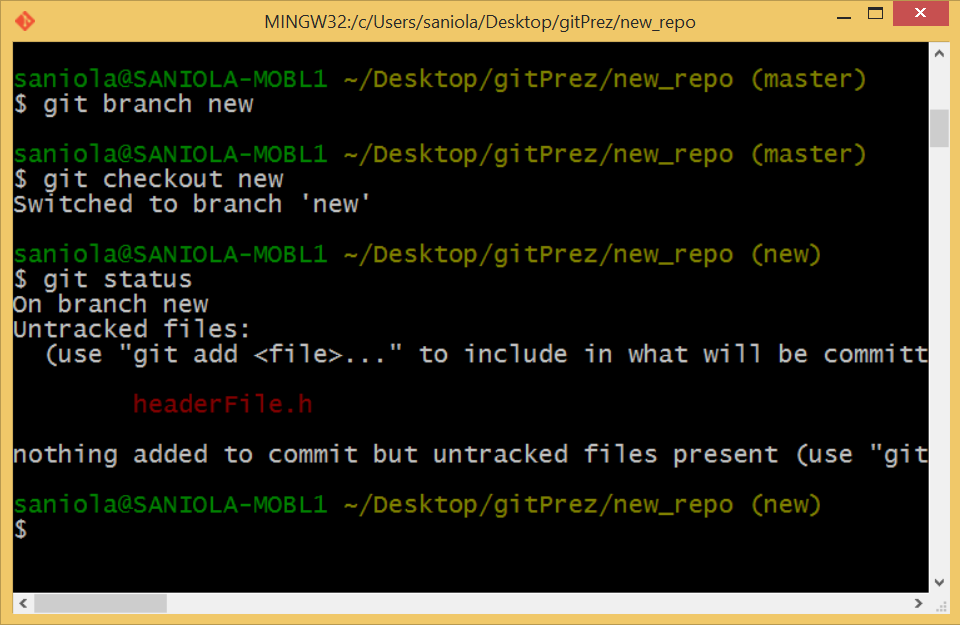 MINGW32:/c/Users/saniola/Desktop/gitPrez/new_repo
saniola@SANIOLA-MOBL1 ~/Desktop/gitPrez/new_repo (master)
$ git branch new
saniola@SANIOLA-MOBL1 ~/Desktop/gitPrez/new_repo (master)
$ git checkout new
Switched to branch 'new'
saniola@SANIOLA-MOBL1 ~/Desktop/gitPrez/new_repo (new)
$ git status
On branch new
Untracked files:
  (use "git add <file>..." to include in what will be committ
        headerFile.h
nothing added to commit but untracked files present (use "git
saniola@SANIOLA-MOBL1 ~/Desktop/gitPrez/new_repo (new)
$